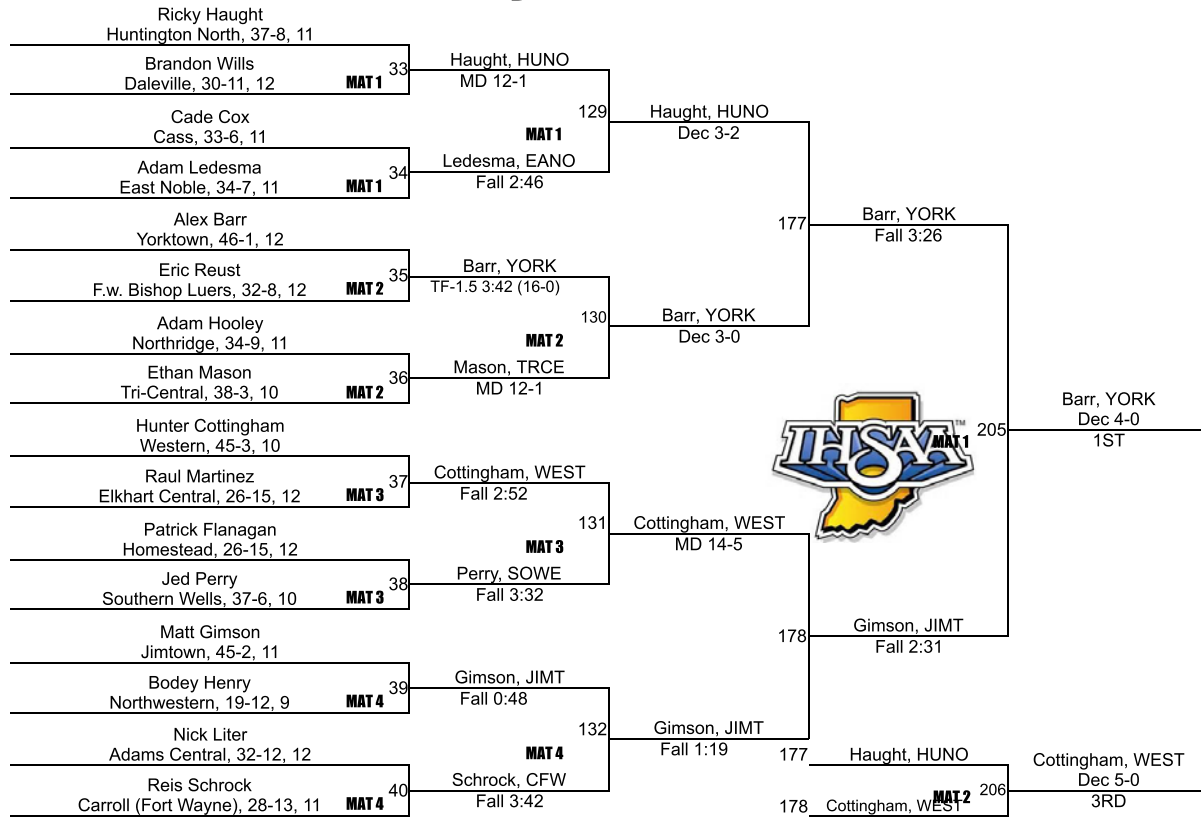 Ricky Haught
Huntington North, 37-8, 11
Brandon Wills
Daleville, 30-11, 12
MAT 1
33
Cade Cox
Cass, 33-6, 11
Adam Ledesma
East Noble, 34-7, 11
MAT 1
34
Alex Barr
Yorktown, 46-1, 12
Eric Reust
F.w. Bishop Luers, 32-8, 12
MAT 2
35
Adam Hooley
Northridge, 34-9, 11
Ethan Mason
Tri-Central, 38-3, 10
MAT 2
36
Hunter Cottingham
Western, 45-3, 10
Raul Martinez
Elkhart Central, 26-15, 12
MAT 3
37
Patrick Flanagan
Homestead, 26-15, 12
Jed Perry
Southern Wells, 37-6, 10
MAT 3
38
Matt Gimson
Jimtown, 45-2, 11
Bodey Henry
Northwestern, 19-12, 9
MAT 4
39
Nick Liter
Adams Central, 32-12, 12
Reis Schrock
Carroll (Fort Wayne), 28-13, 11
MAT 4
40
Haught, HUNO
MD 12-1
129
MAT 1
Ledesma, EANO
Fall 2:46
Barr, YORK
TF-1.5 3:42 (16-0)
130
MAT 2
Mason, TRCE
MD 12-1
Cottingham, WEST
Fall 2:52
131
MAT 3
Perry, SOWE
Fall 3:32
Gimson, JIMT
Fall 0:48
132
MAT 4
Schrock, CFW
Fall 3:42
Haught, HUNO
Dec 3-2
177
Barr, YORK
Dec 3-0
Cottingham, WEST
MD 14-5
178
Gimson, JIMT
Fall 1:19
Barr, YORK
Fall 3:26
IHSAA™
MAT 1
205
Gimson, JIMT
Fall 2:31
Barr, YORK
Dec 4-0
1ST
177
Haught, HUNO
MAT 2
206
178
Cottingham, WEST
Cottingham, WEST
Dec 5-0
3RD